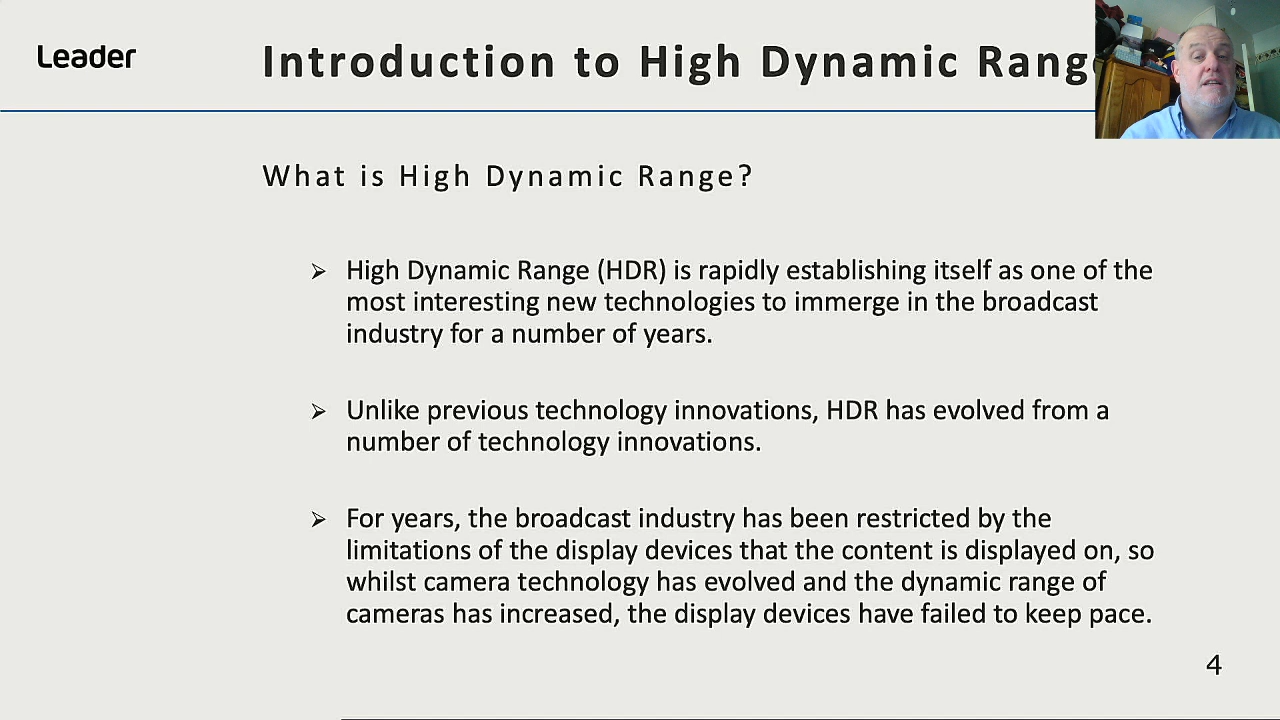 Leader
Introduction to High Dynamic Rang
What is High Dynamic Range?
➢ High Dynamic Range (HDR) is rapidly establishing itself as one of the
most interesting new technologies to immerge in the broadcast
industry for a number of years.
➢ Unlike previous technology innovations, HDR has evolved from a
number of technology innovations.
➢ For years, the broadcast industry has been restricted by the
limitations of the display devices that the content is displayed on, so
whilst camera technology has evolved and the dynamic range of
cameras has increased, the display devices have failed to keep pace.
4